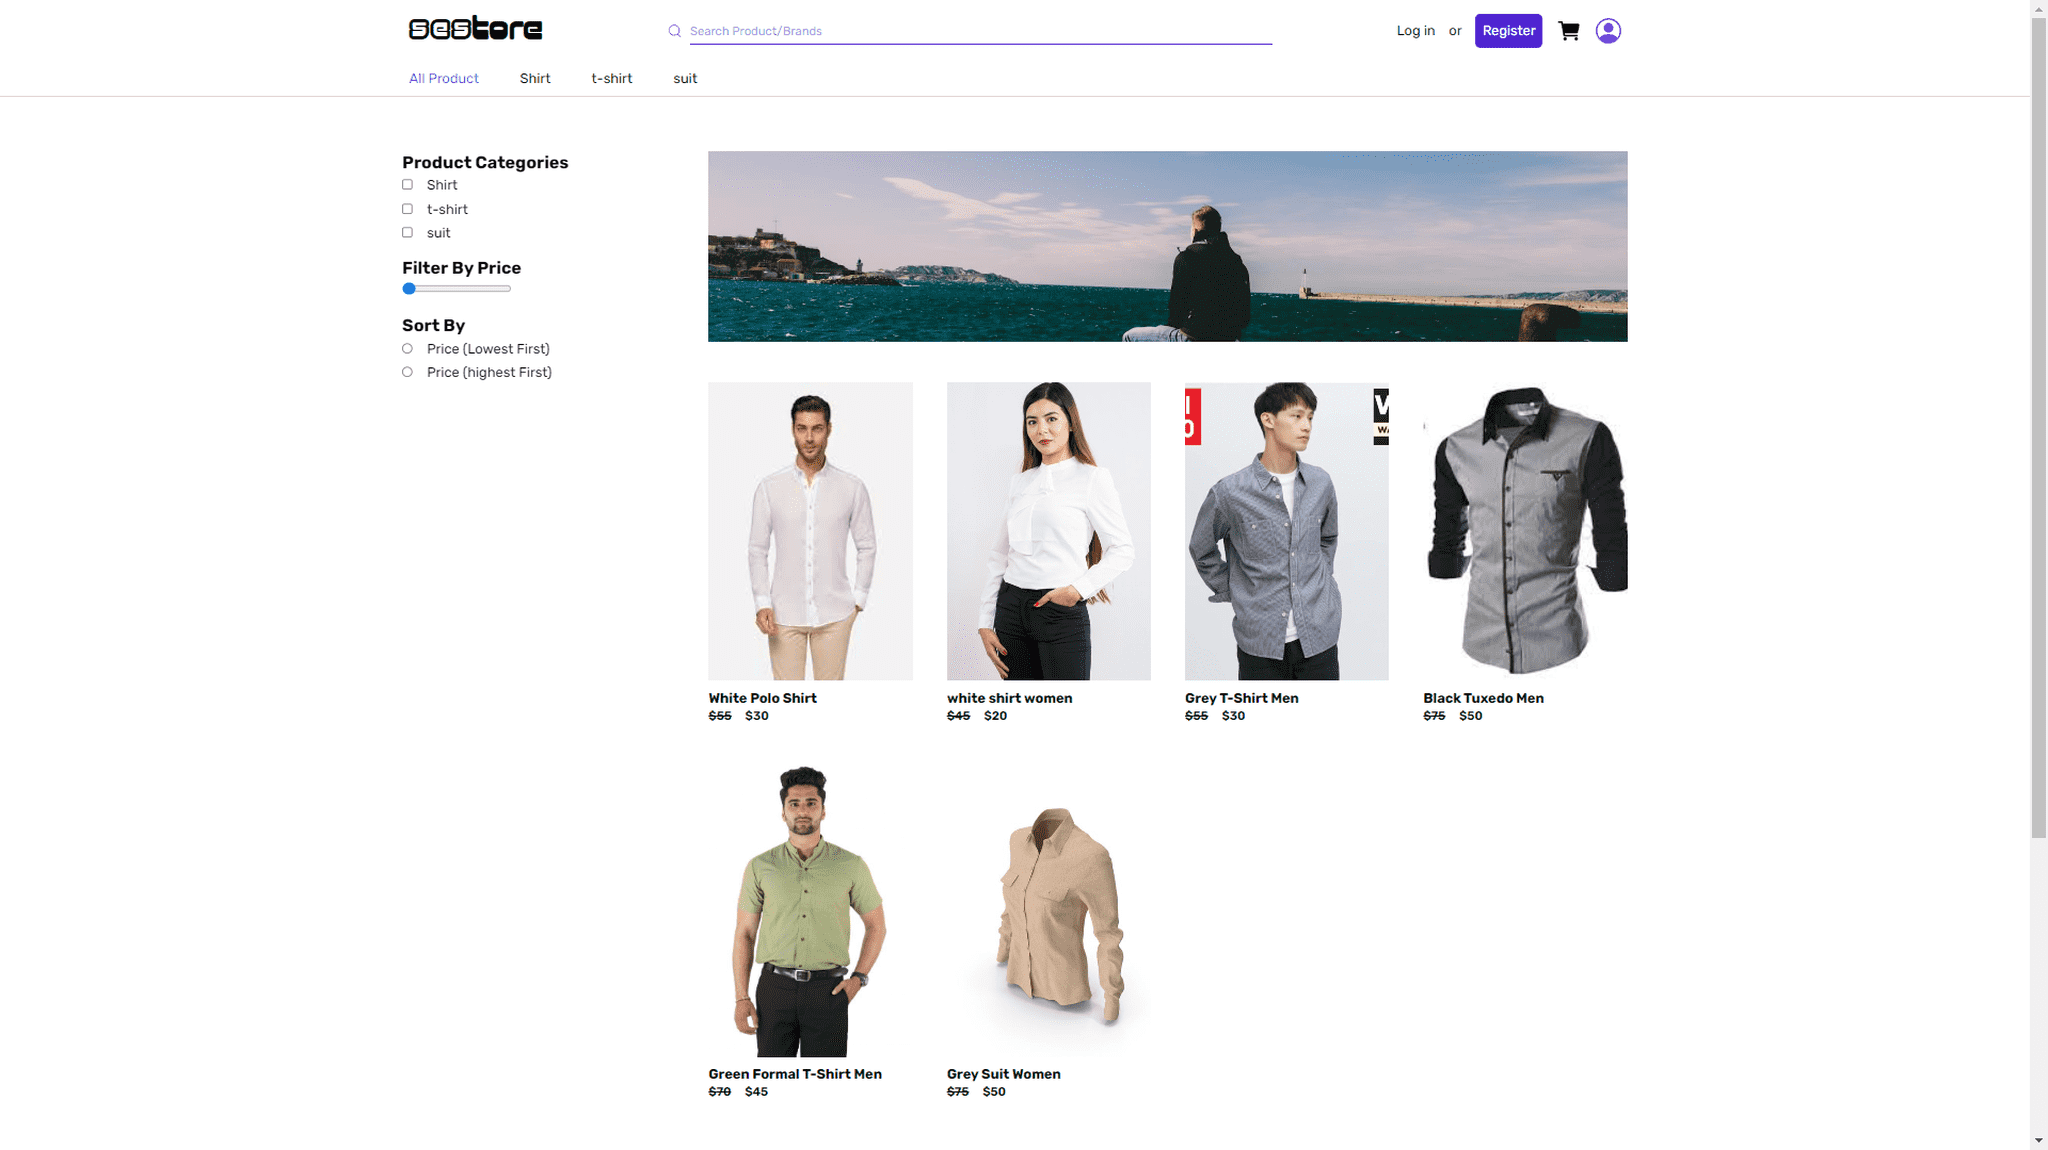 sestore
Search Product/Brands
Log in or Register
All Product Shirt t-shirt suit
Product Categories
Shirt
t-shirt
suit
Filter By Price
Sort By
Price (Lowest First)
Price (highest First)
White Polo Shirt
$55 $30
white shirt women
$45 $20
Grey T-Shirt Men
$55 $30
Black Tuxedo Men
$75 $50
Green Formal T-Shirt Men
$70 $45
Grey Suit Women
$75 $50